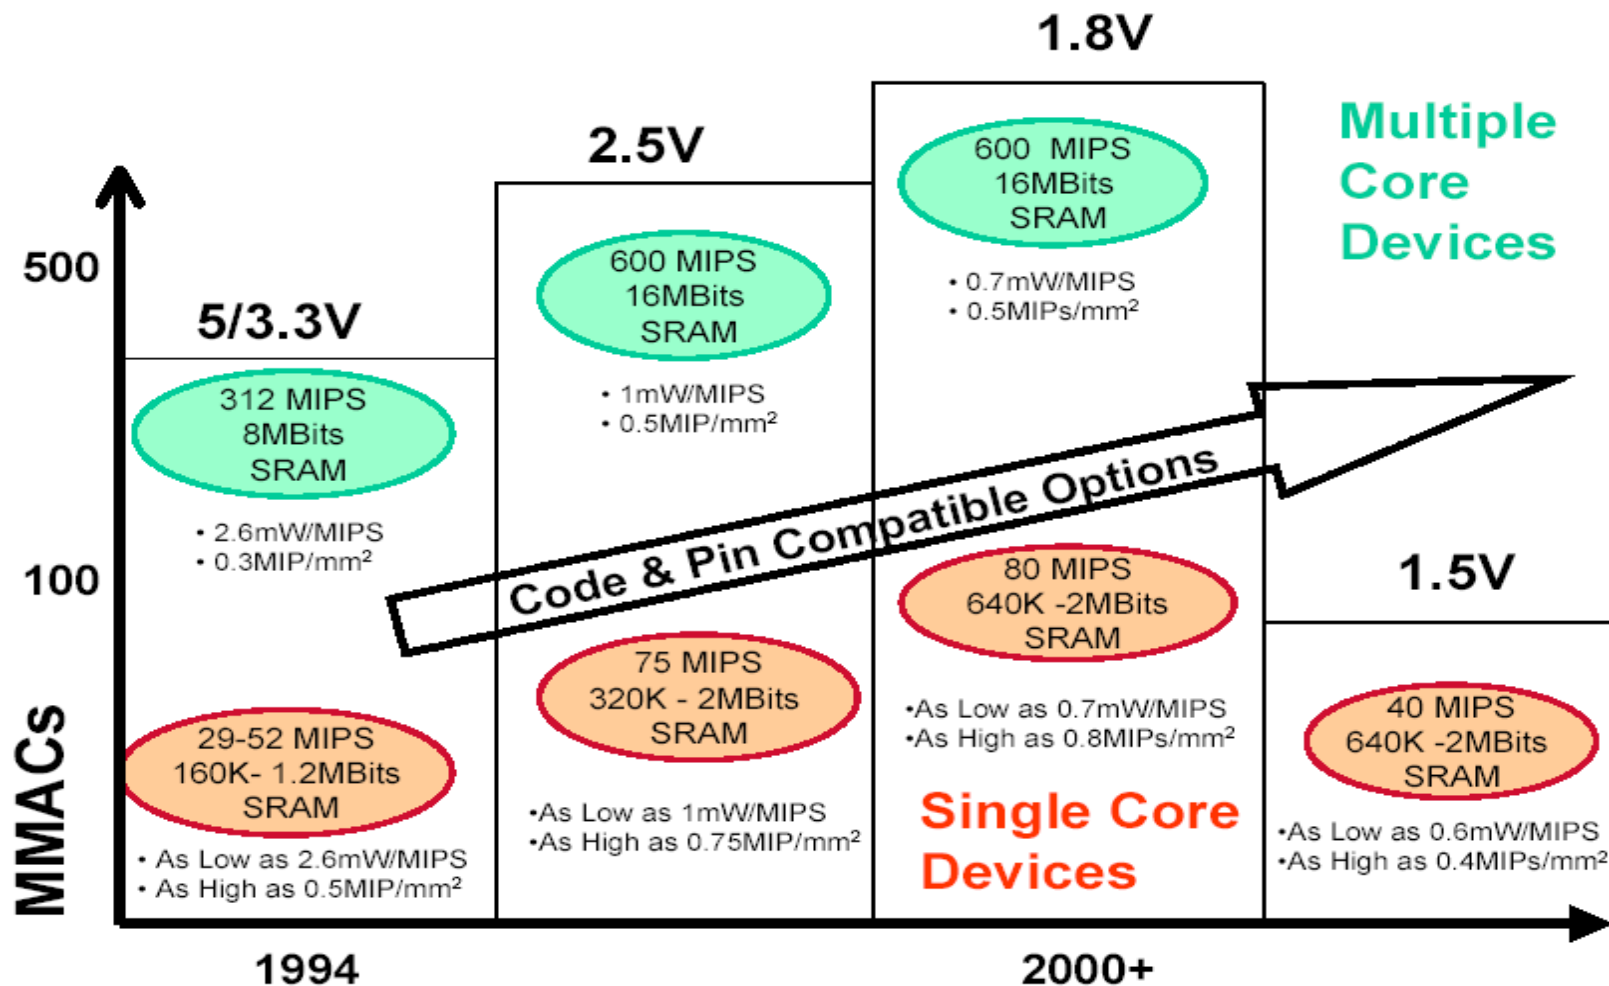 1.8V
Multiple
Core
Devices
600  MIPS
16MBits
SRAM
• 0.7mW/MIPS
• 0.5MIPs/mm²
2.5V
600 MIPS
16MBits
SRAM
• 1mW/MIPS
• 0.5MIP/mm²
500
5/3.3V
312 MIPS
8MBits
SRAM
• 2.6mW/MIPS
• 0.3MIP/mm²
Code & Pin Compatible Options
100
1.5V
80 MIPS
640K -2MBits
SRAM
•As Low as 0.7mW/MIPS
•As High as 0.8MIPs/mm²
75 MIPS
320K - 2MBits
SRAM
•As Low as 1mW/MIPS
•As High as 0.75MIP/mm²
29-52 MIPS
160K- 1.2MBits
SRAM
• As Low as 2.6mW/MIPS
• As High as 0.5MIP/mm²
40 MIPS
640K -2MBits
SRAM
•As Low as 0.6mW/MIPS
•As High as 0.4MIPs/mm²
Single Core
Devices
MMACs
1994
2000+